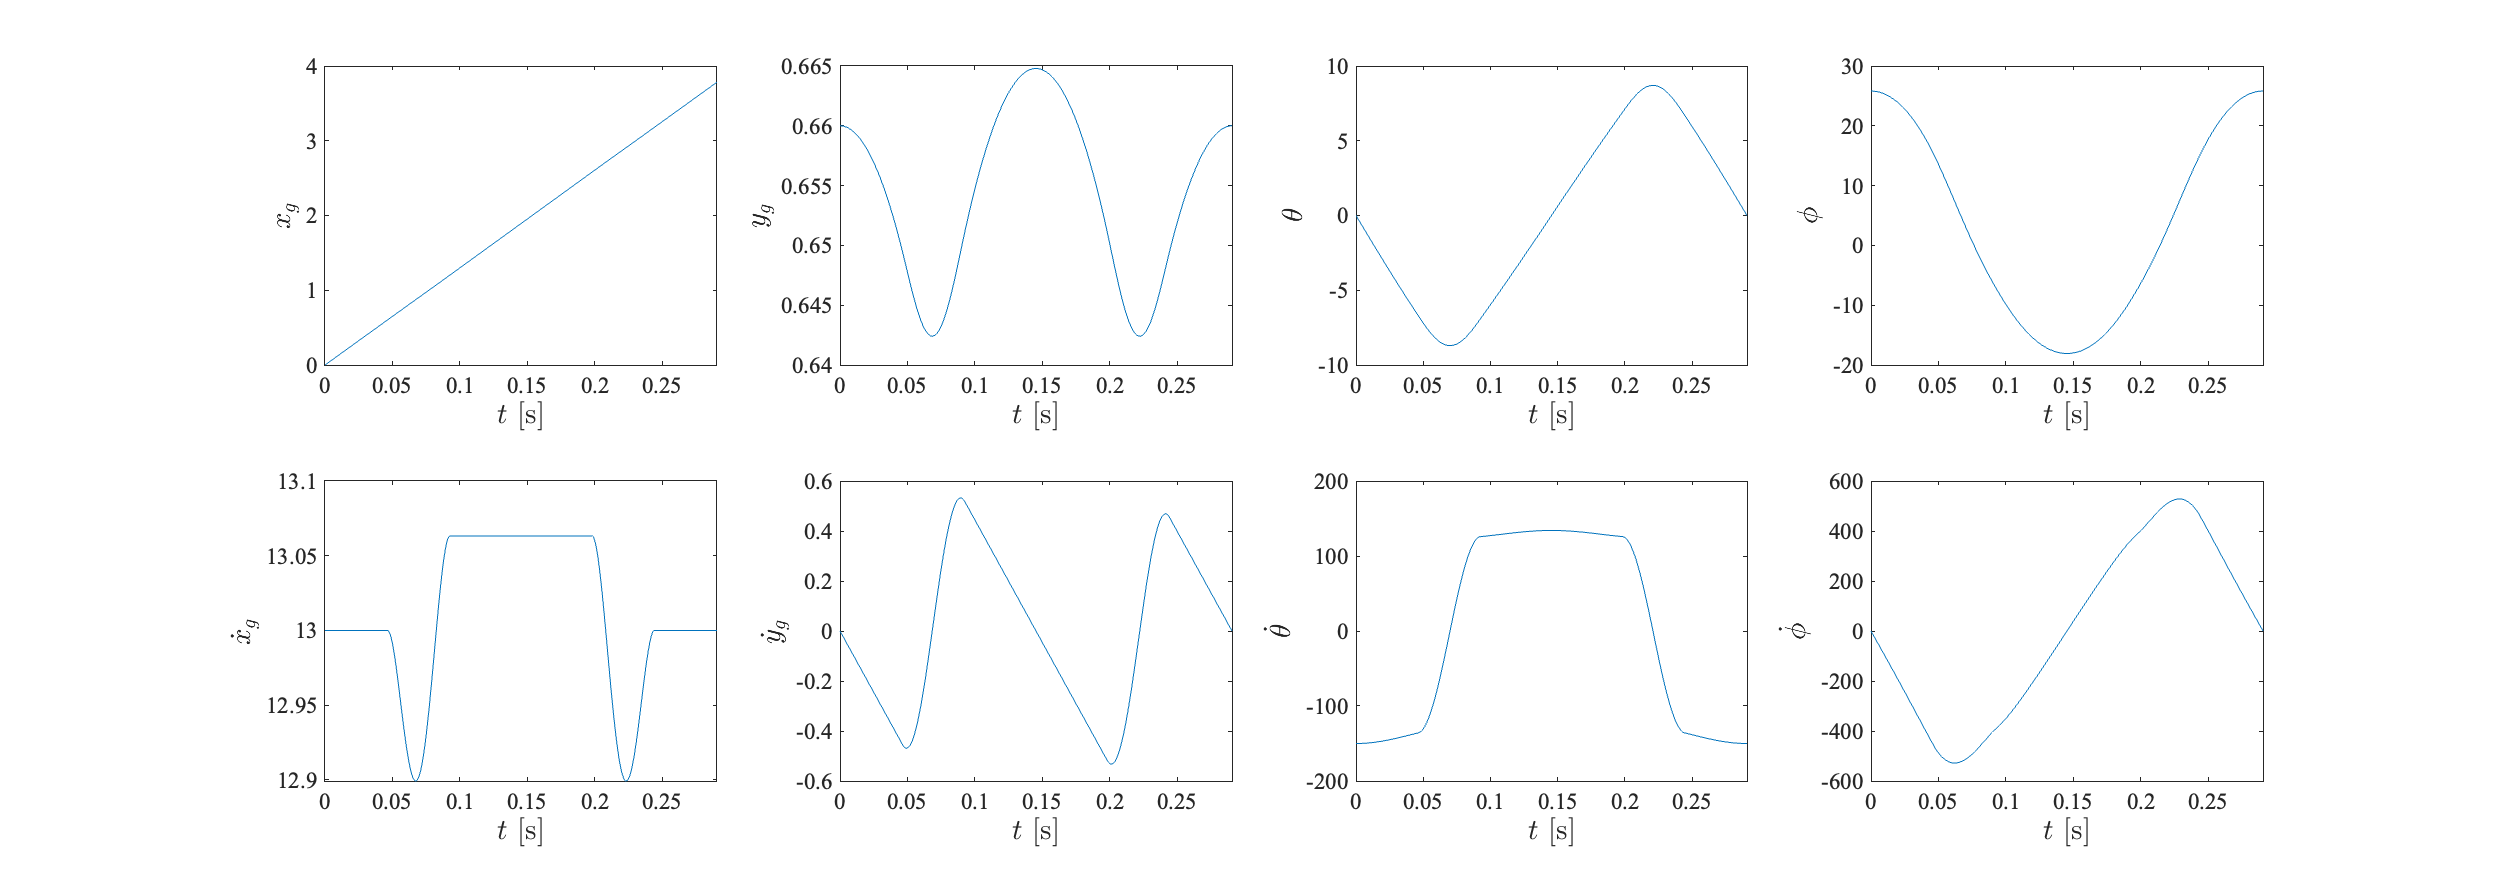 4
3
2
1
0
0 0.05 0.1 0.15 0.2 0.25
x_g
t [s]
0.665
0.66
0.655
0.65
0.645
0.64
0 0.05 0.1 0.15 0.2 0.25
y_g
t [s]
10
5
0
-5
-10
0 0.05 0.1 0.15 0.2 0.25
θ
t [s]
30
20
10
0
-10
-20
0 0.05 0.1 0.15 0.2 0.25
ϕ
t [s]
13.1
13.05
13
12.95
12.9
0 0.05 0.1 0.15 0.2 0.25
ẋ_g
t [s]
0.6
0.4
0.2
0
-0.2
-0.4
-0.6
0 0.05 0.1 0.15 0.2 0.25
ẏ_g
t [s]
200
100
0
-100
-200
0 0.05 0.1 0.15 0.2 0.25
θ̇
t [s]
600
400
200
0
-200
-400
-600
0 0.05 0.1 0.15 0.2 0.25
ϕ̇
t [s]